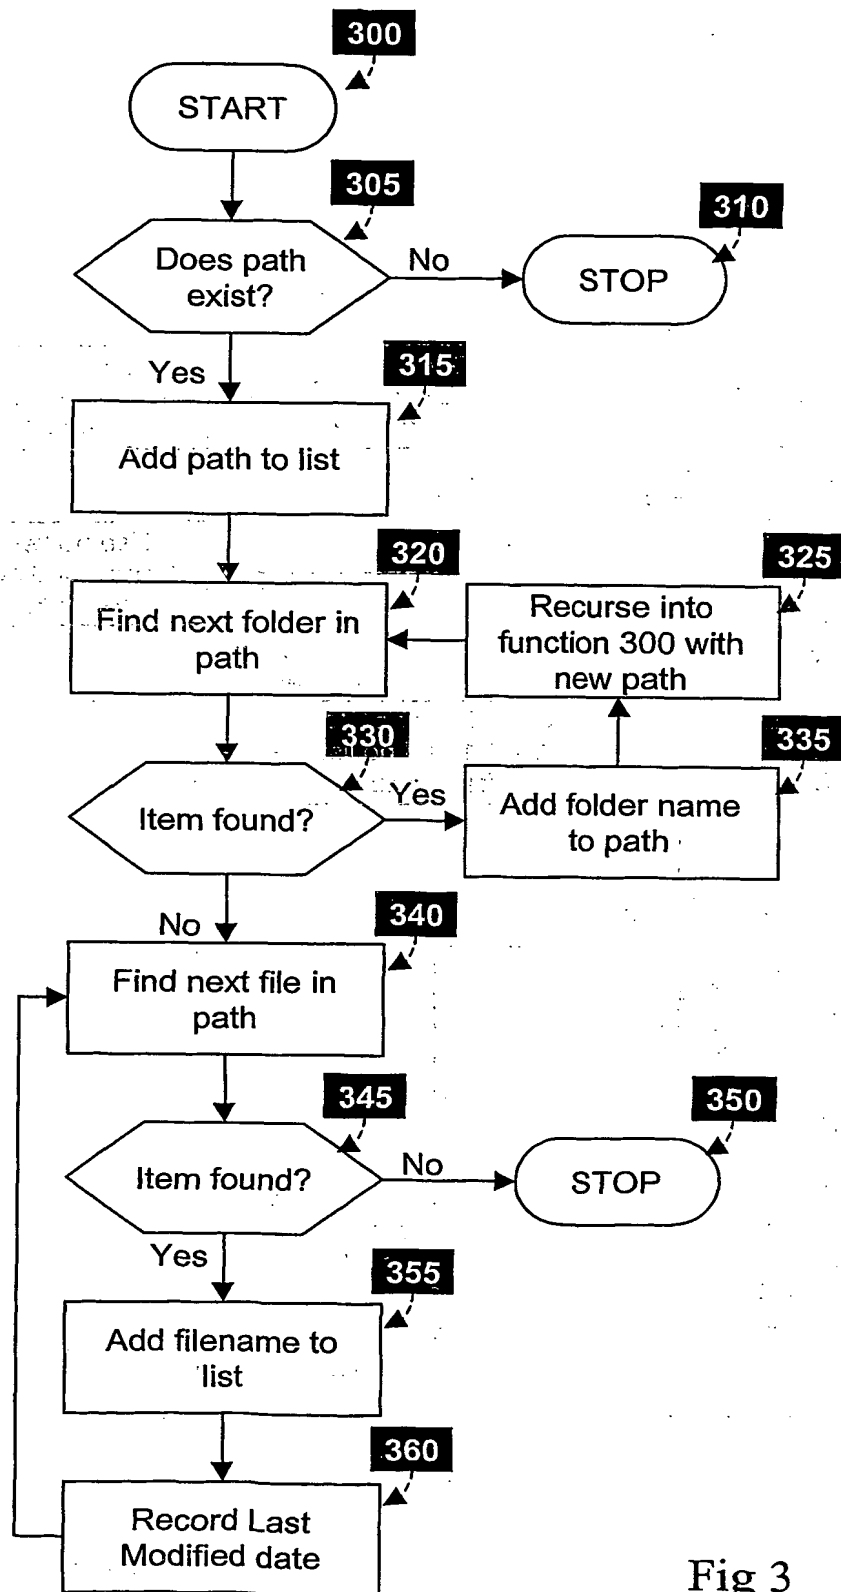 300
START
305
Does path
exist?
No
310
STOP
Yes
315
Add path to list
320
Find next folder in
path
325
Recurse into
function 300 with
new path
330
Item found?
Yes
335
Add folder name
to path
No
340
Find next file in
path
345
Item found?
No
350
STOP
Yes
355
Add filename to
list
360
Record Last
Modified date
Fig 3